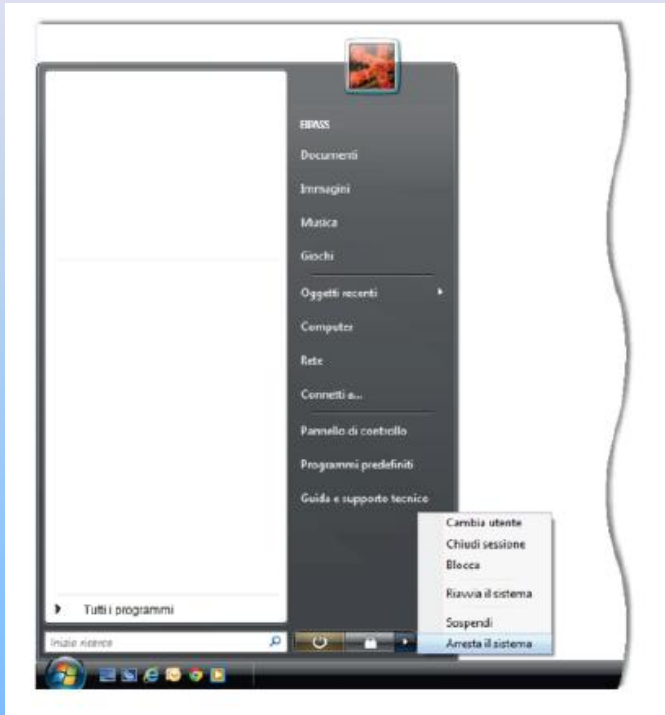 EIPASS
Documenti
Immagini
Musica
Giochi
Oggetti recenti
Computer
Rete
Connetti a...
Pannello di controllo
Programmi predefiniti
Guida e supporto tecnico
Cambia utente
Chiudi sessione
Blocca
Riavvia il sistema
Sospendi
Arresta il sistema
Tutti i programmi
Inizia ricerca